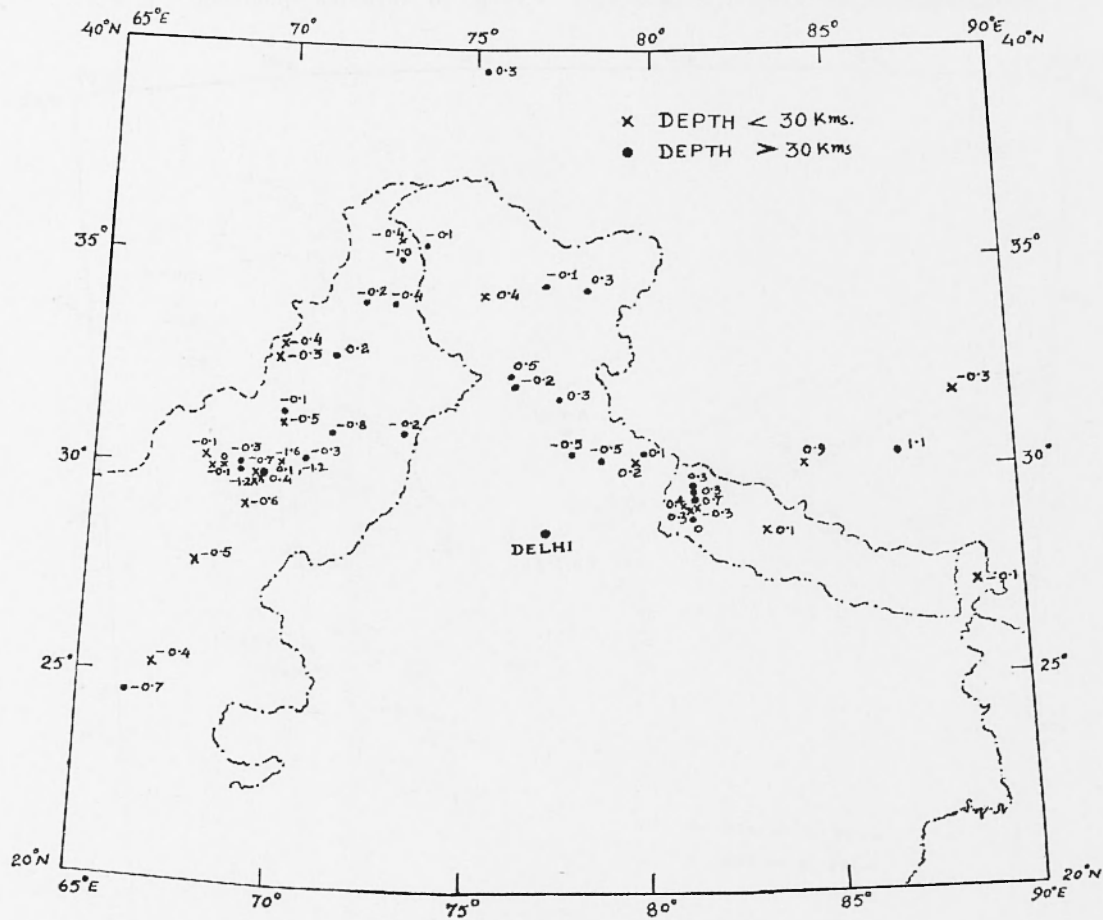 65°E 70° 75° 80° 85° 90°E
40°N 40°N
0.3
× DEPTH < 30 Kms.
● DEPTH > 30 Kms
35° 35°
-0.4 -0.1
-1.0
-0.1 0.3
-0.2 -0.4 0.4
-0.4
-0.3 0.2
0.5
-0.2 -0.3
0.3
-0.1
-0.5 -0.8 -0.2
30° 30°
-0.1 0 -0.3 -1.6 -0.3
-0.1 -0.7 0.1 -1.2
-1.2 0.4
-0.6
-0.5 -0.5 0.1
0.2
0.9 1.1
0.3
0.3
0.7
-0.3
0.3 0
0.1
DELHI
-0.5
-0.1
25° 25°
-0.4
-0.7
20°N 20°N
65°E 70° 75° 80° 85° 90°E